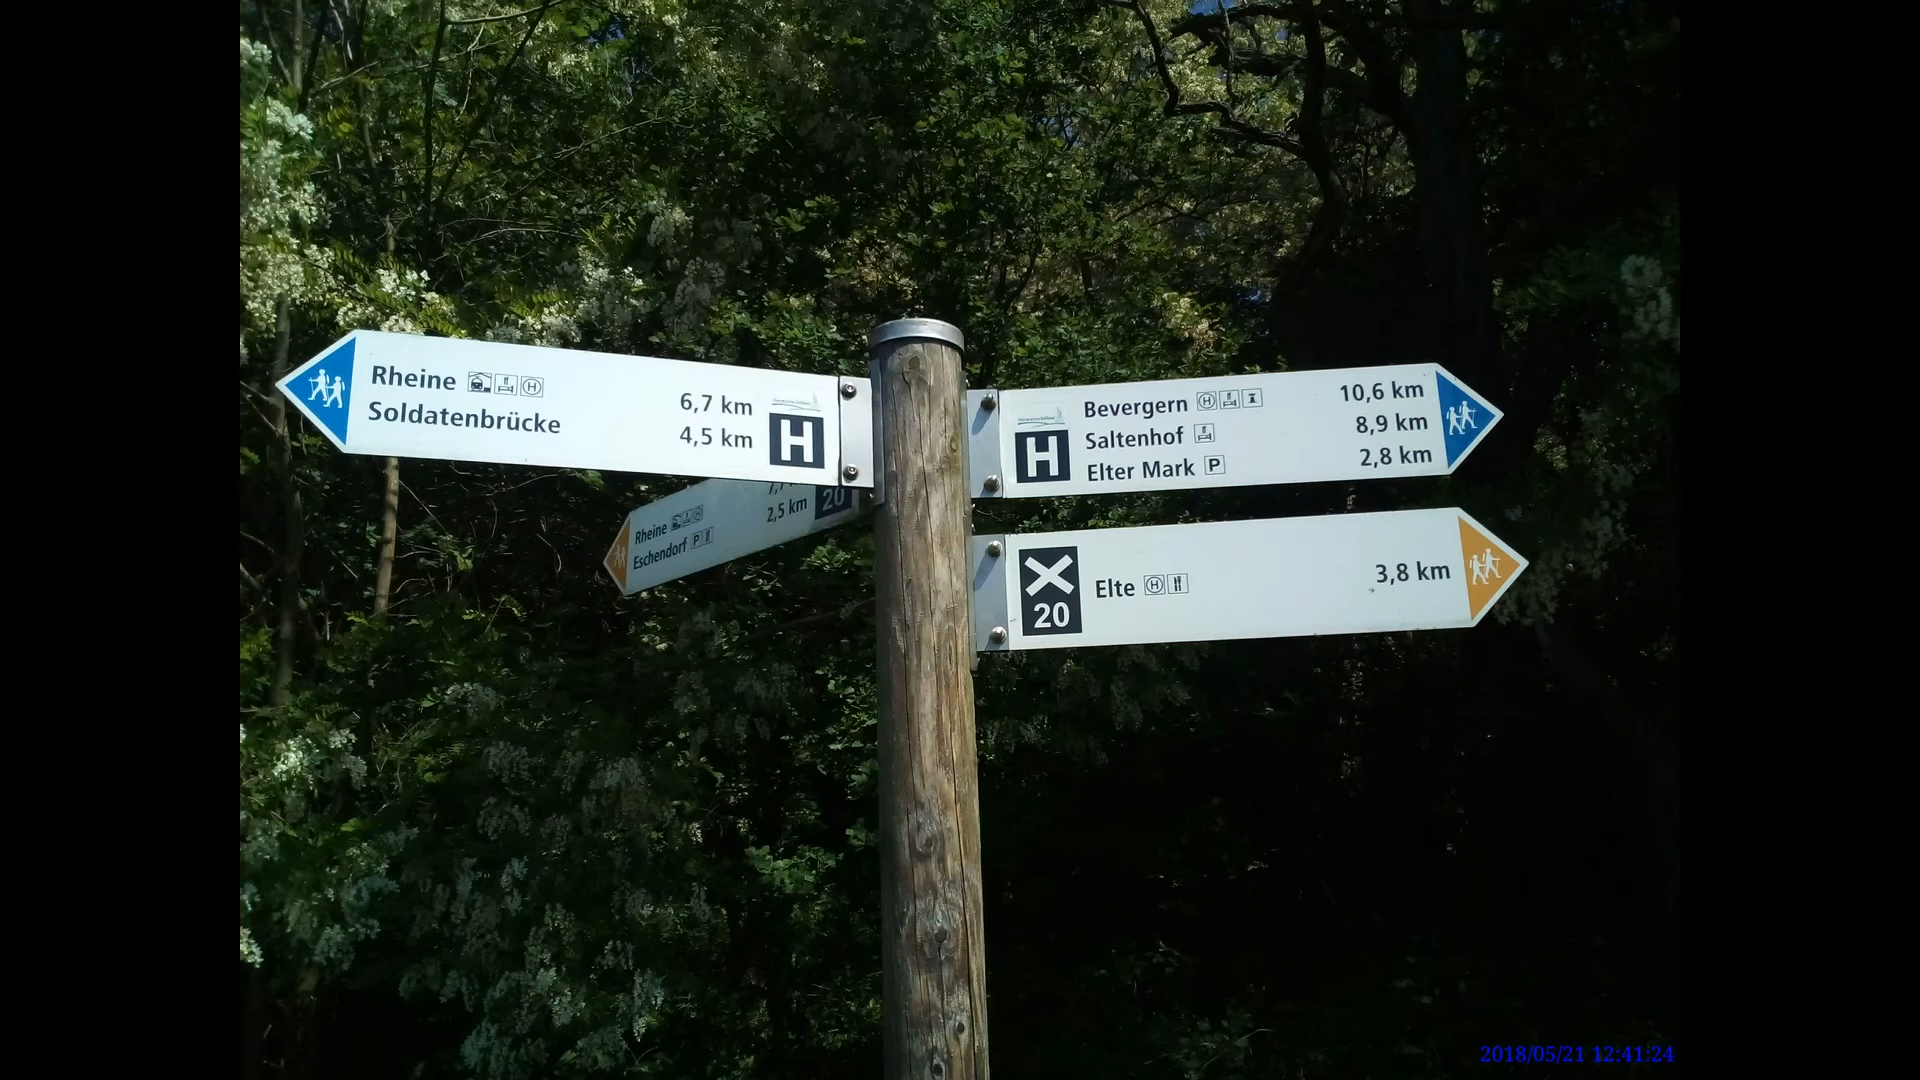 Rheine H 6,7 km
Soldatenbrücke 4,5 km
H
Rheine H
Eschendorf P 2,5 km
20
Bevergern H 10,6 km
Saltenhof 8,9 km
Elter Mark P 2,8 km
H
X
20
Elte H 3,8 km
2018/05/21 12:41:24